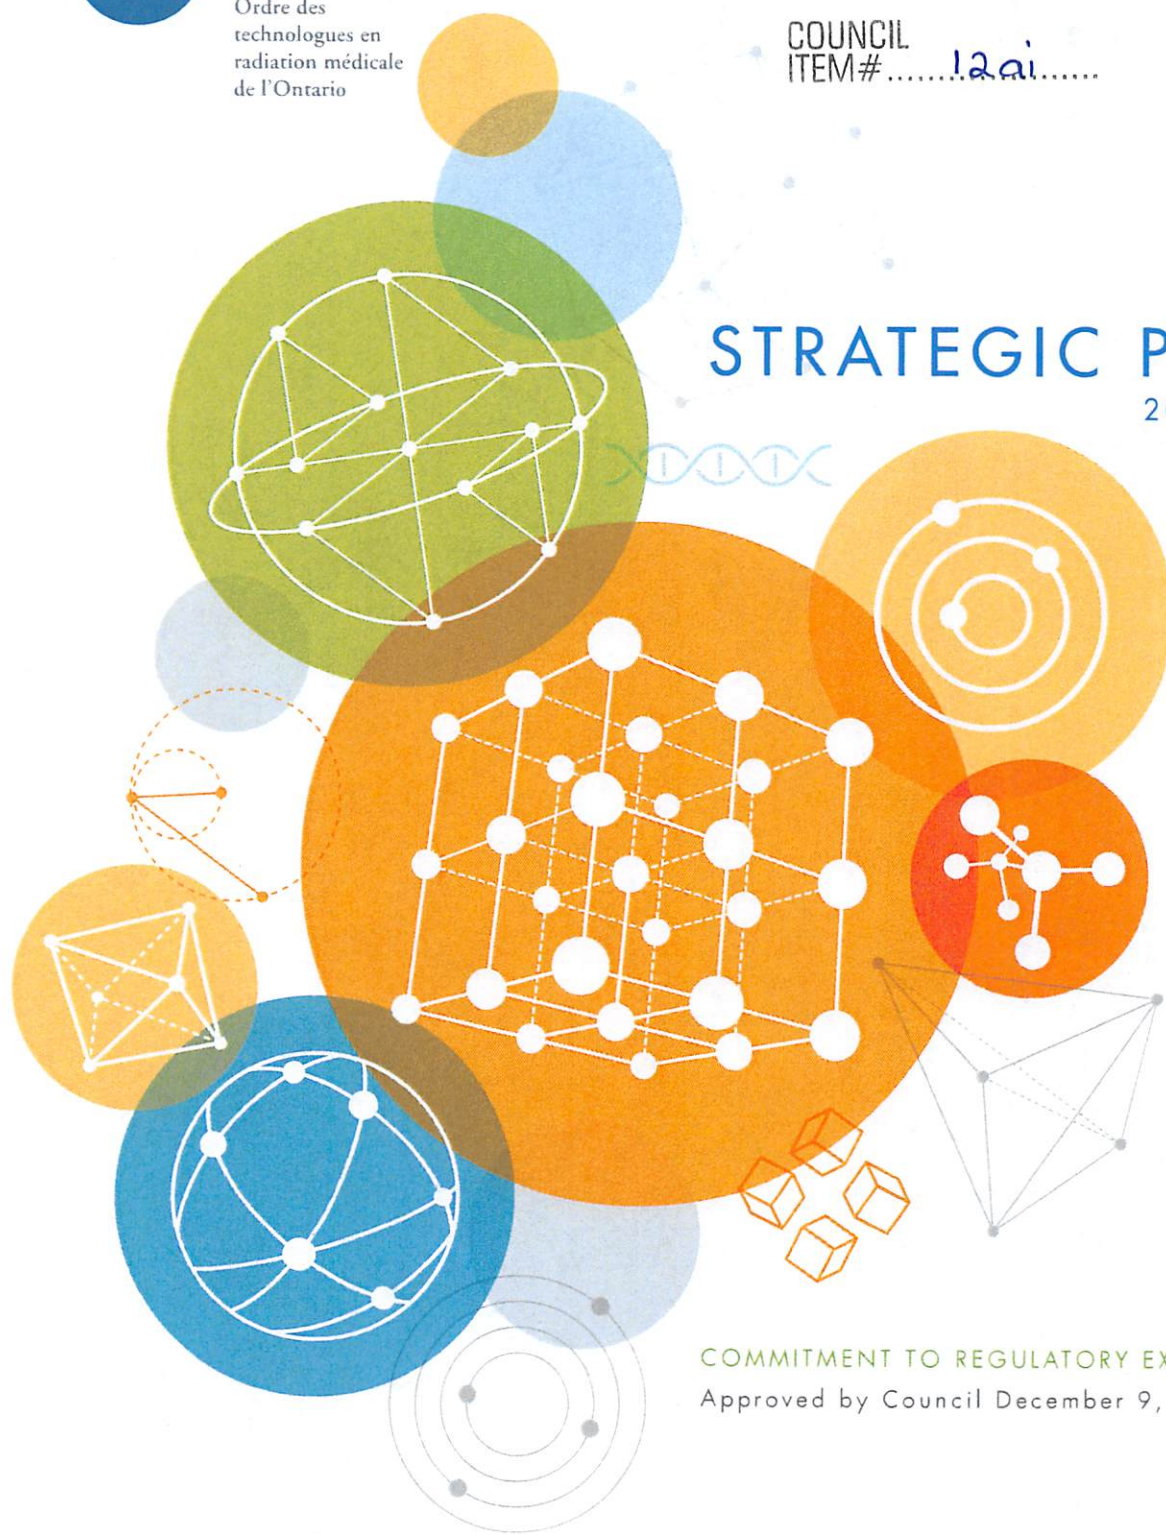 Ordre des
technologues en
radiation médicale
de l'Ontario
COUNCIL
ITEM#......12ai......
STRATEGIC P
2
COMMITMENT TO REGULATORY EX
Approved by Council December 9,